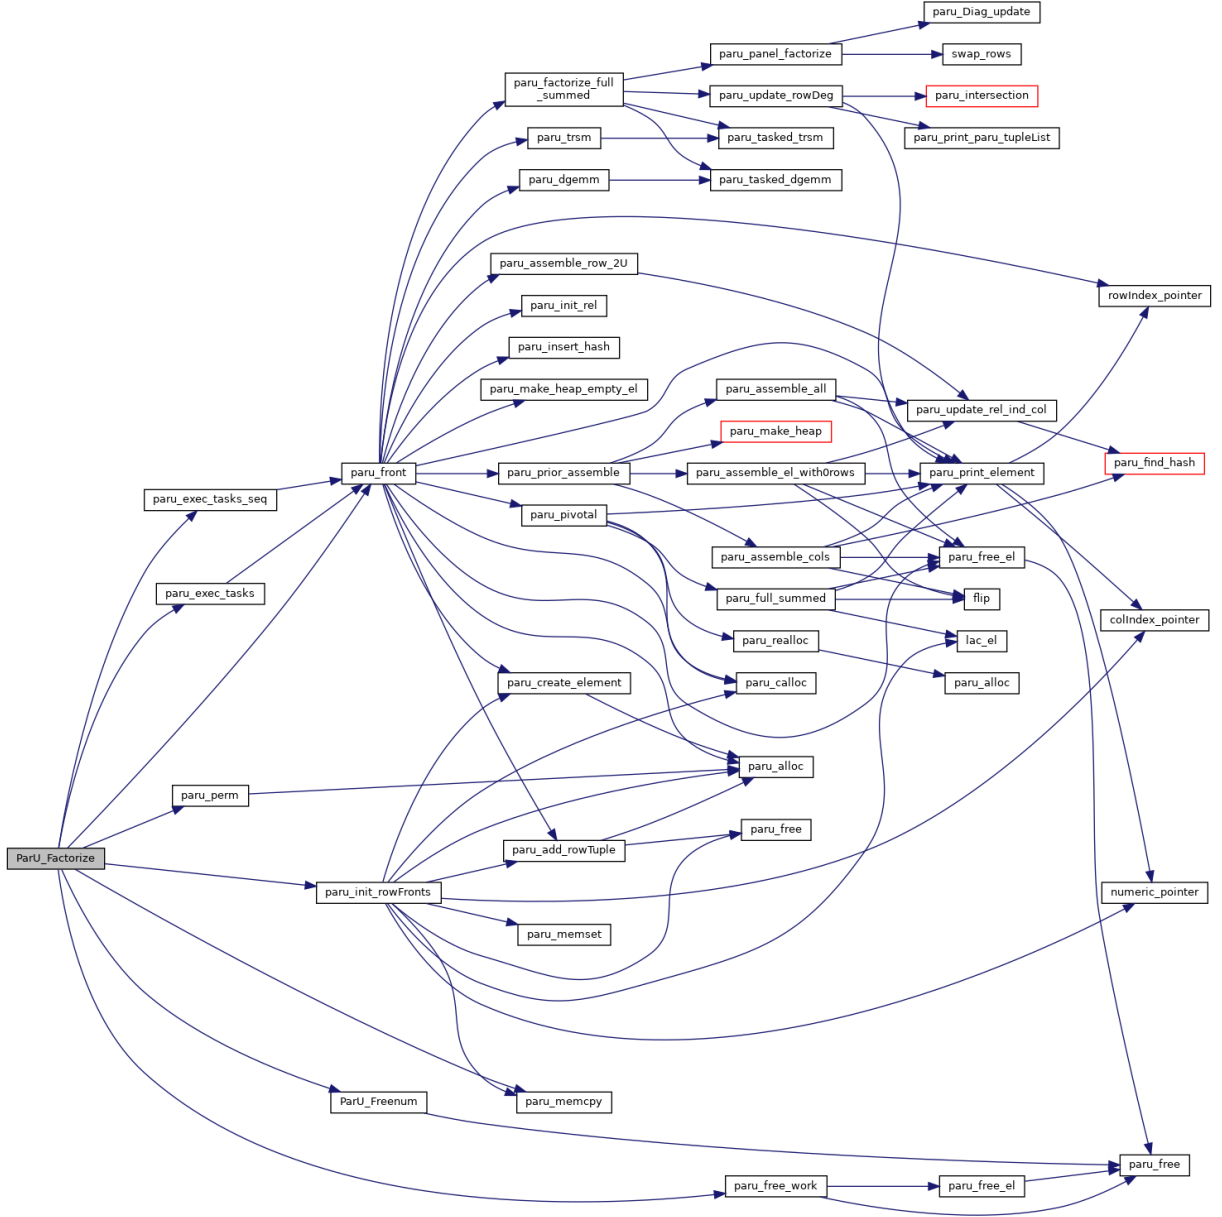 paru_Diag_update
paru_panel_factorize
swap_rows
paru_factorize_full
_summed
paru_update_rowDeg
paru_intersection
paru_trsm
paru_tasked_trsm
paru_print_paru_tupleList
paru_dgemm
paru_tasked_dgemm
paru_assemble_row_2U
rowIndex_pointer
paru_init_rel
paru_insert_hash
paru_make_heap_empty_el
paru_assemble_all
paru_update_rel_ind_col
paru_make_heap
paru_find_hash
paru_front
paru_prior_assemble
paru_assemble_el_with0rows
paru_print_element
paru_exec_tasks_seq
paru_pivotal
paru_assemble_cols
paru_free_el
paru_exec_tasks
paru_full_summed
flip
colIndex_pointer
paru_realloc
lac_el
paru_create_element
paru_calloc
paru_alloc
paru_alloc
paru_perm
paru_free
paru_add_rowTuple
ParU_Factorize
paru_init_rowFronts
numeric_pointer
paru_memset
ParU_Freenum
paru_memcpy
paru_free
paru_free_work
paru_free_el